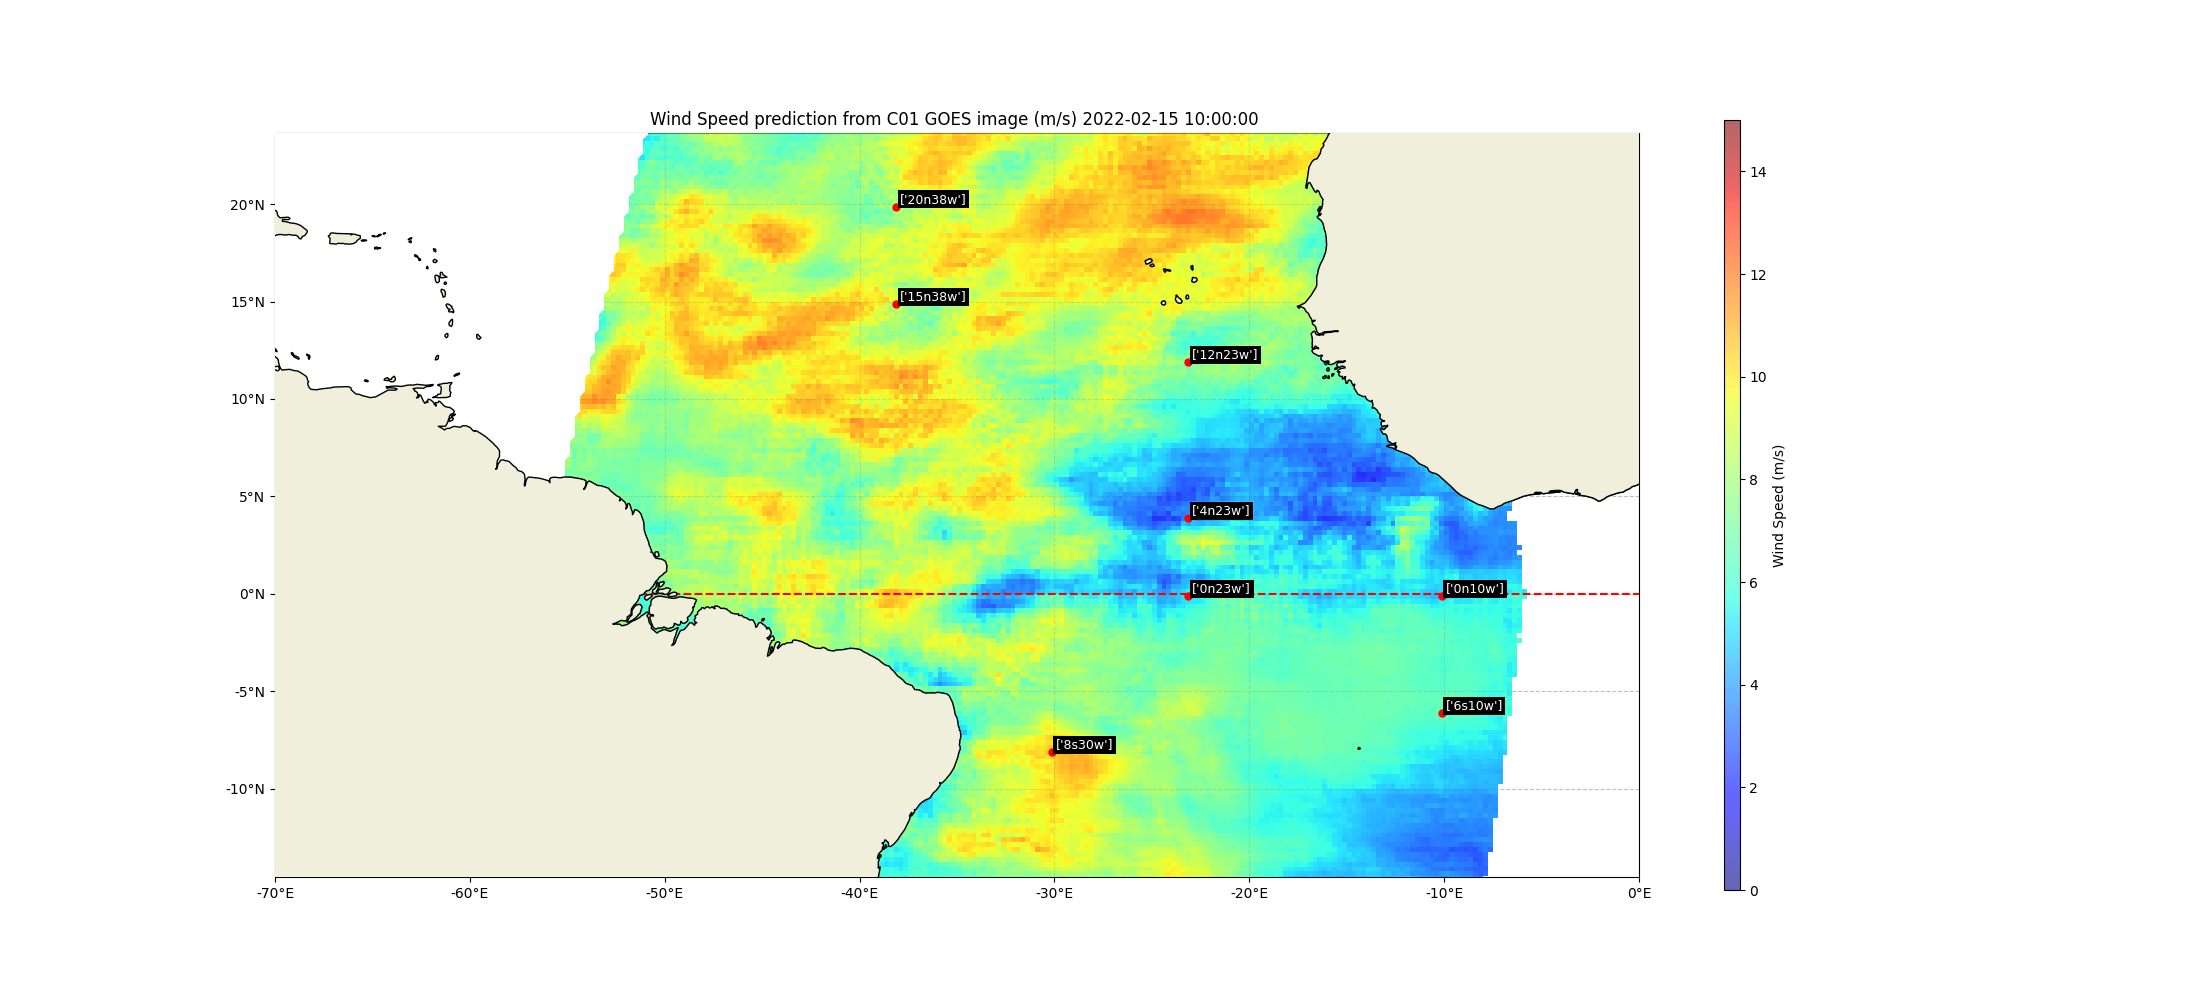 Wind Speed prediction from C01 GOES image (m/s) 2022-02-15 10:00:00
14
20°N
['20n38w']
12
15°N
['15n38w']
['12n23w']
10
10°N
Wind Speed (m/s)
8
5°N
['4n23w']
6
0°N
['0n23w']
['0n10w']
4
-5°N
['6s10w']
['8s30w']
2
-10°N
0
-70°E
-60°E
-50°E
-40°E
-30°E
-20°E
-10°E
0°E